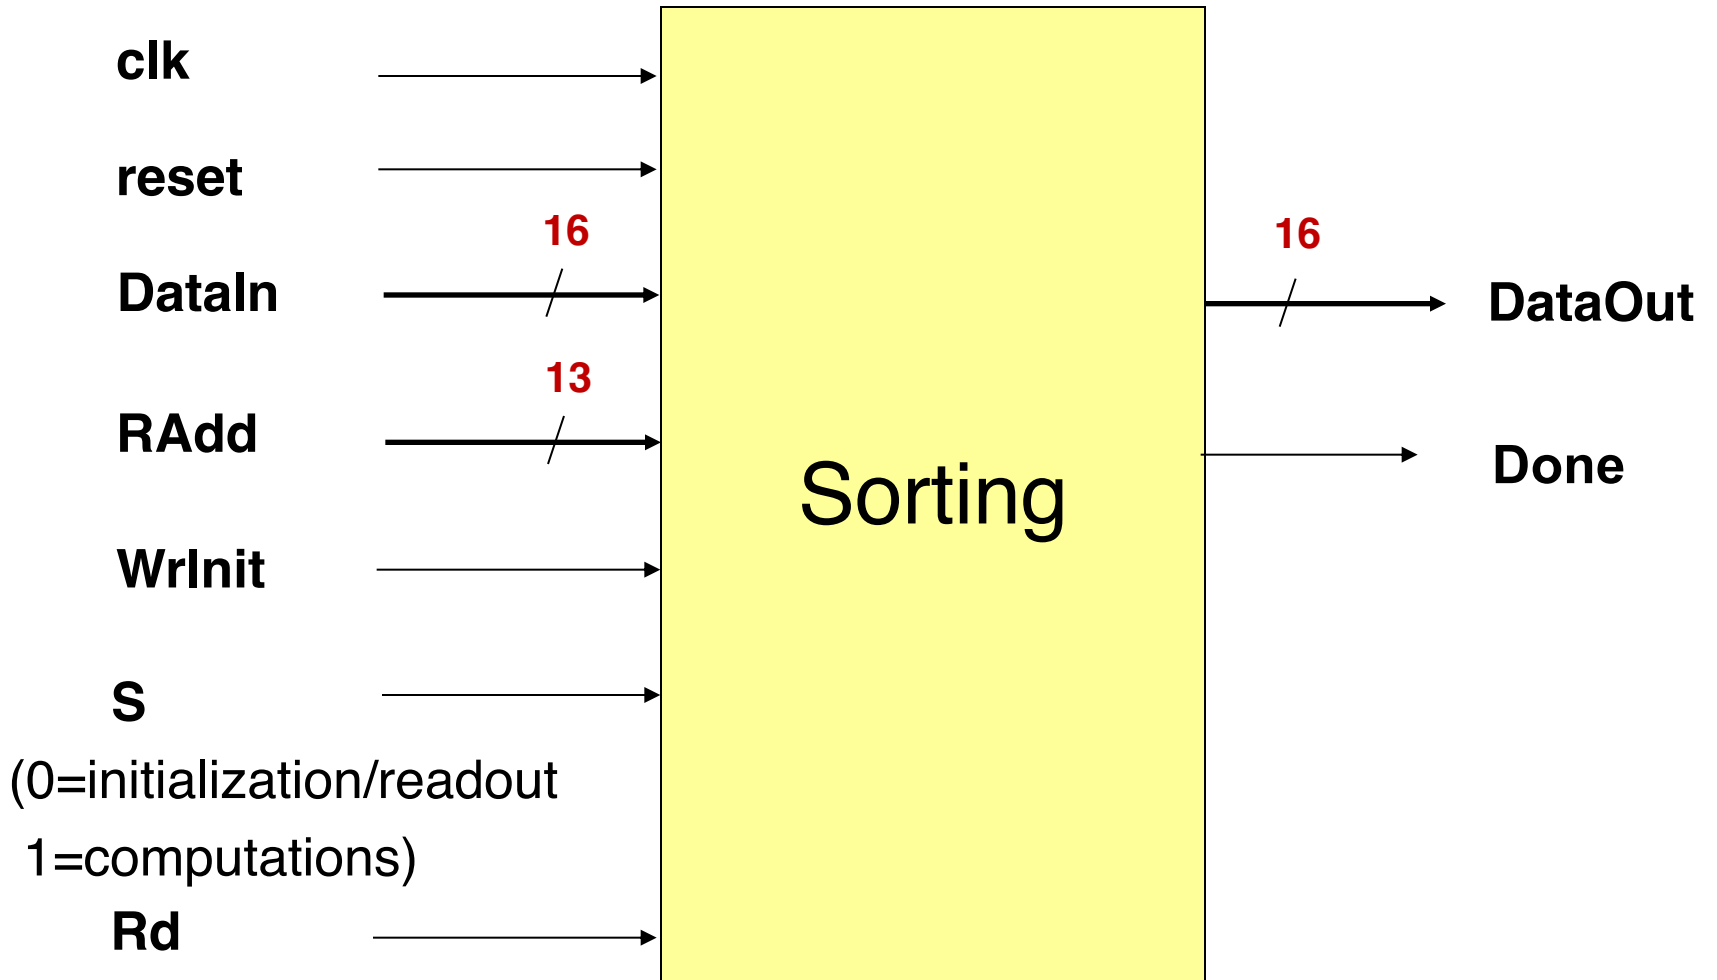 clk
reset
16
DataIn
13
RAdd
WrInit
S
(0=initialization/readout
1=computations)
Rd
Sorting
16
DataOut
Done